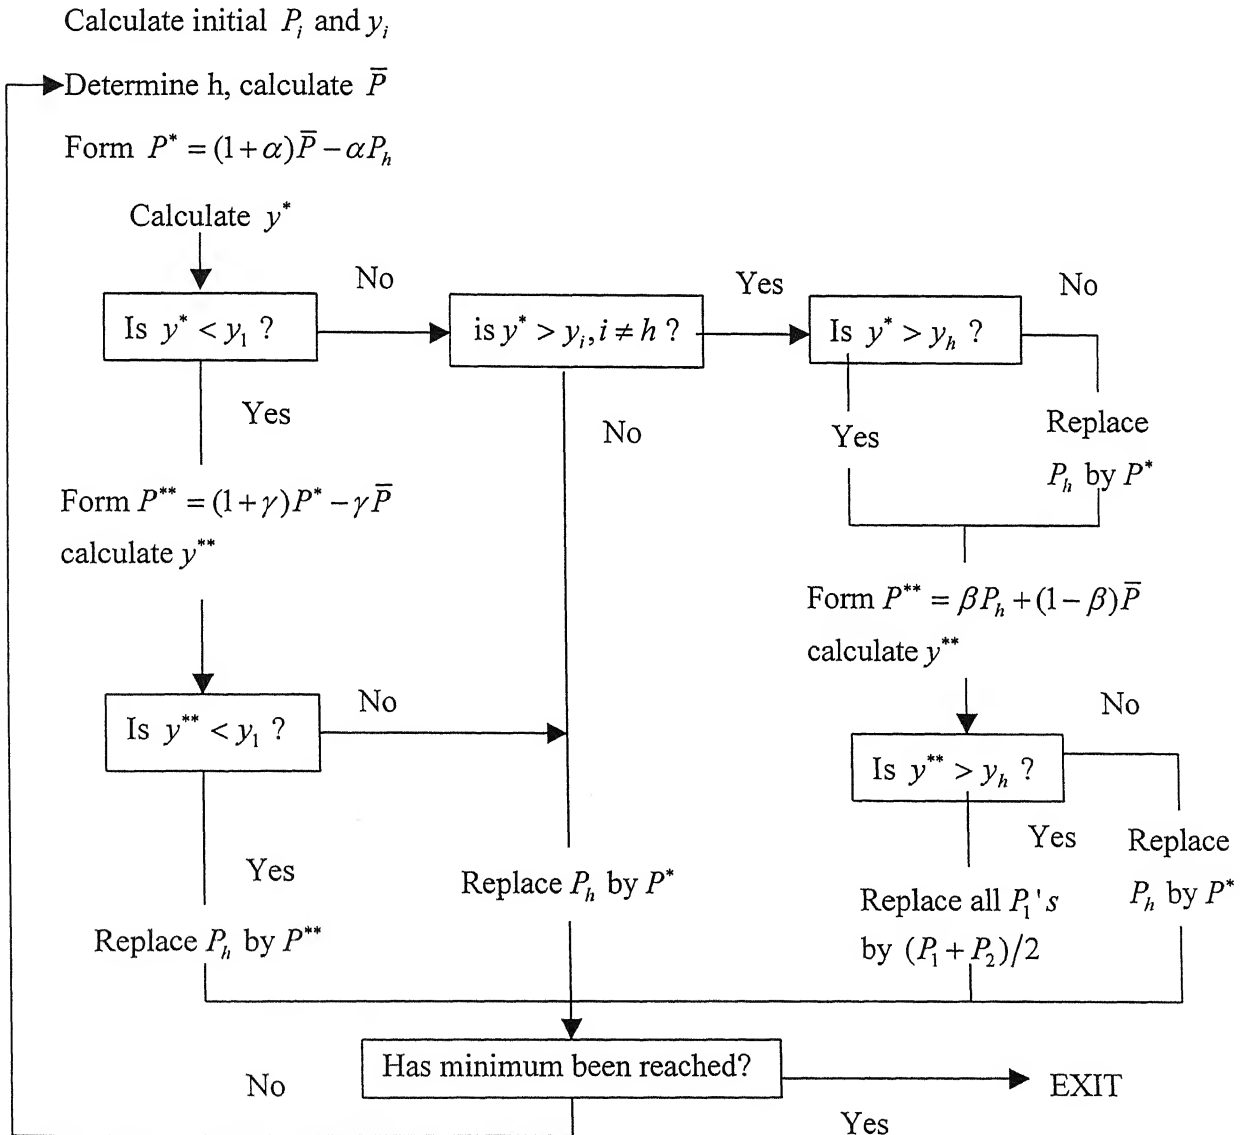 Calculate initial P_i and y_i
Determine h, calculate P̅
Form P* = (1+α)P̅ − αP_h
Calculate y*
No
Yes
No
Is y* < y_1 ?
is y* > y_i, i ≠ h ?
Is y* > y_h ?
Yes
No
Yes
Replace
P_h by P*
Form P** = (1+γ)P* − γP̅
calculate y**
Form P** = βP_h + (1−β)P̅
calculate y**
Is y** < y_1 ?
No
No
Is y** > y_h ?
Yes
Yes
Replace
P_h by P*
Replace P_h by P*
Replace all P_1's
by (P_1 + P_2)/2
Replace P_h by P**
Has minimum been reached?
No
EXIT
Yes